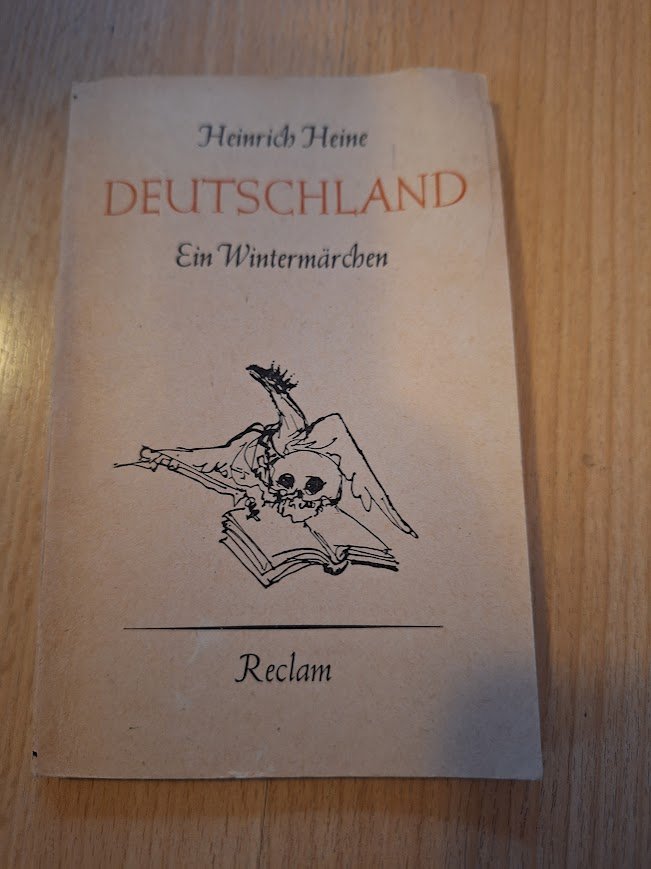 Heinrich Heine
DEUTSCHLAND
Ein Wintermärchen
Reclam